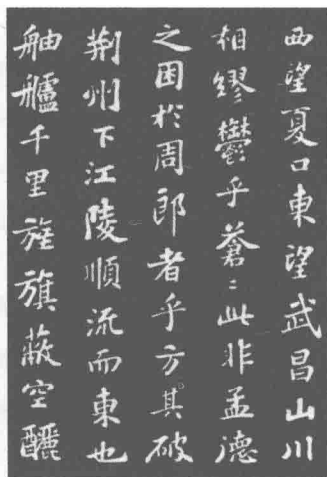 西望夏口東望武昌山川
相繆鬱乎蒼〻此非孟德
之困於周郎者乎方其破
荆州下江陵順流而東也
舳艫千里旌旗蔽空釃